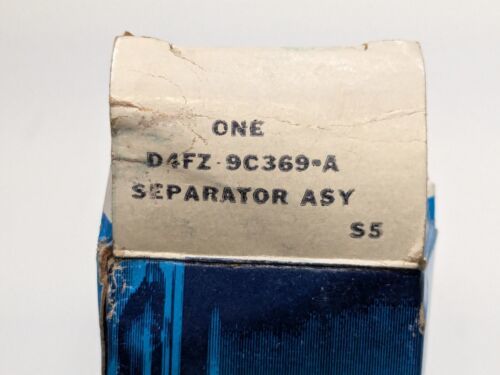 ONE
D4FZ-9C369-A
SEPARATOR ASY
S5